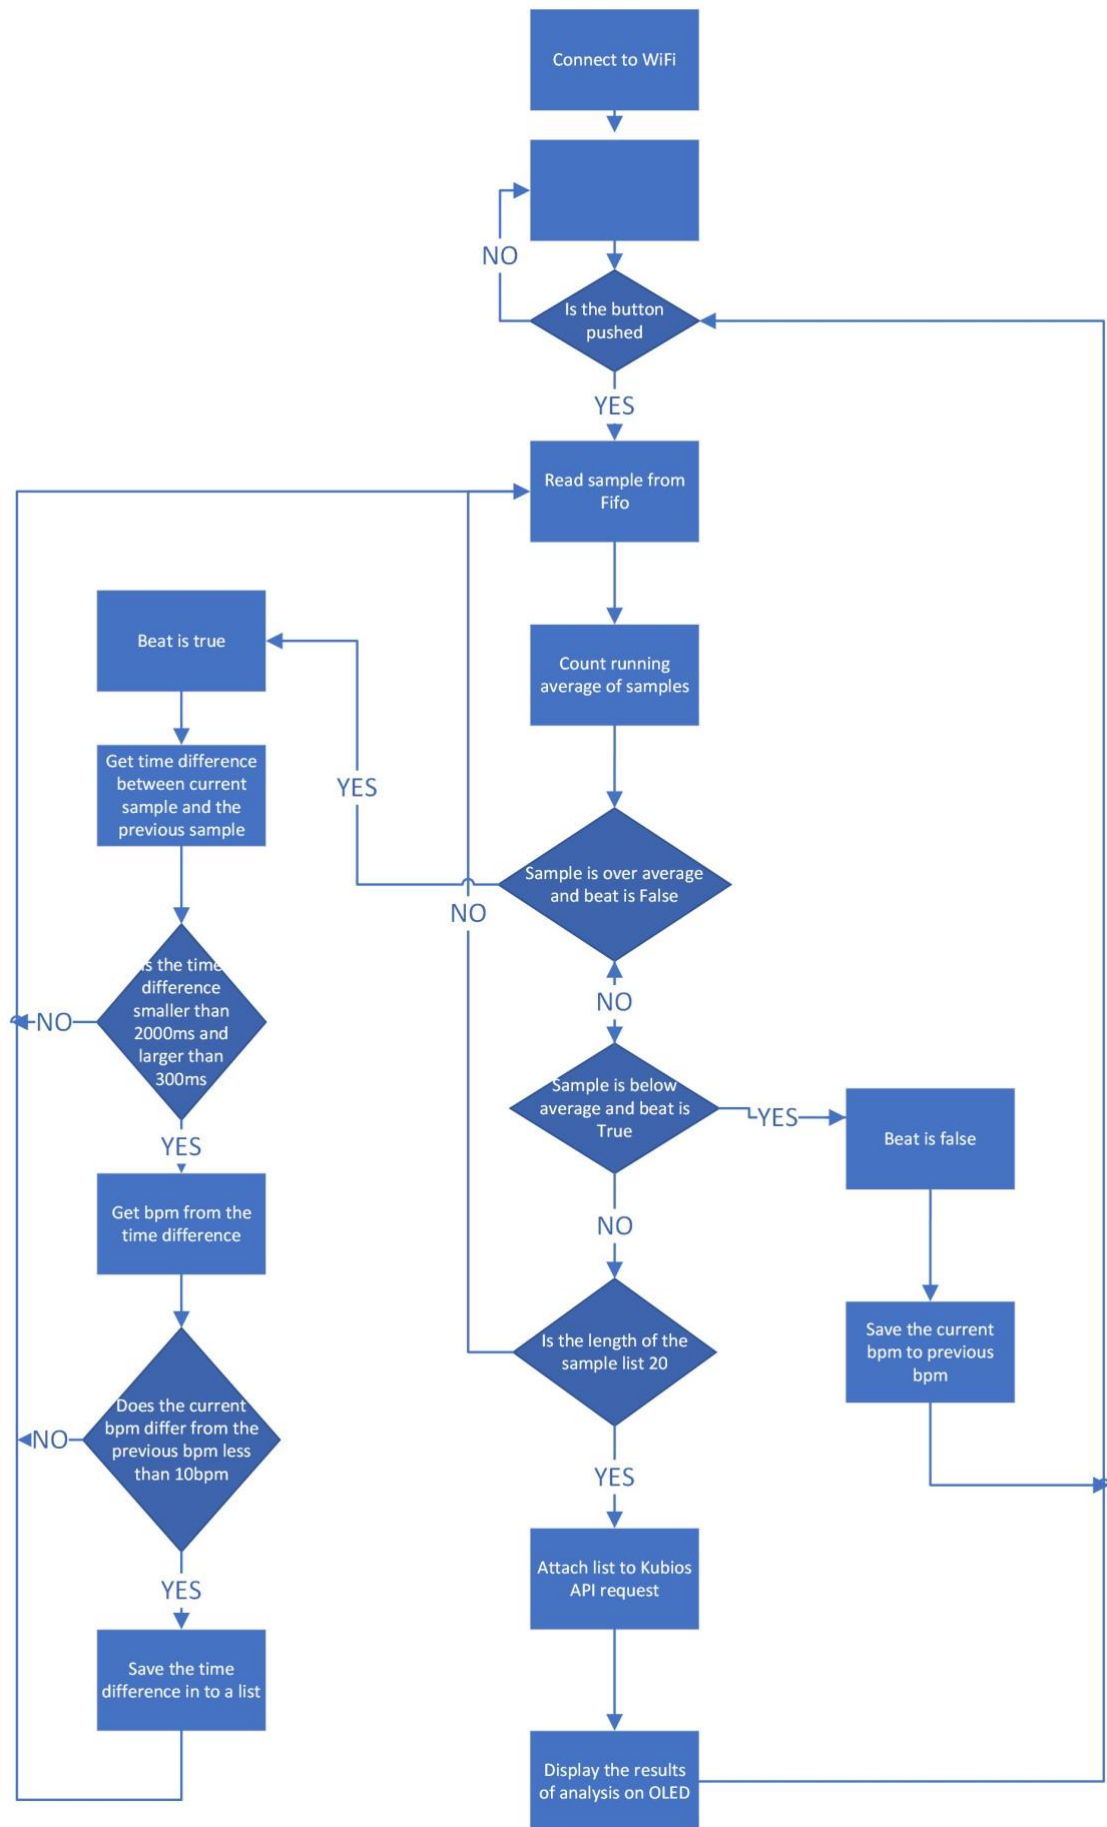 Connect to WiFi
NO
Is the button
pushed
YES
Read sample from
Fifo
Beat is true
Count running
average of samples
Get time difference
between current
sample and the
previous sample
YES
Sample is over average
and beat is False
NO
Is the time
difference
smaller than
2000ms and
larger than
300ms
NO
NO
Sample is below
average and beat is
True
YES
Beat is false
YES
Get bpm from the
time difference
NO
Is the length of the
sample list 20
Save the current
bpm to previous
bpm
Does the current
bpm differ from the
previous bpm less
than 10bpm
NO
YES
Attach list to Kubios
API request
YES
Save the time
difference in to a list
Display the results
of analysis on OLED